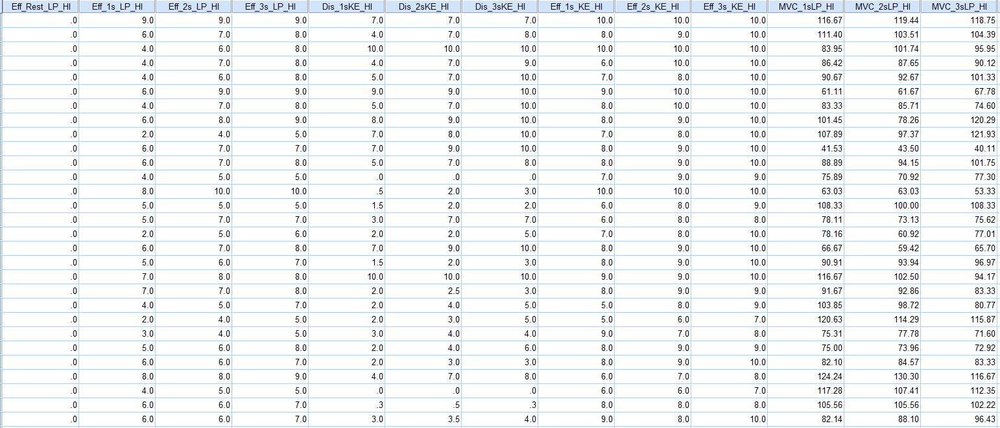 Eff_Rest_LP_HI Eff_1s_LP_HI Eff_2s_LP_HI Eff_3s_LP_HI Dis_1sKE_HI Dis_2sKE_HI Dis_3sKE_HI Eff_1s_KE_HI Eff_2s_KE_HI Eff_3s_KE_HI MVC_1sLP_HI MVC_2sLP_HI MVC_3sLP_HI
.0 9.0 9.0 9.0 7.0 7.0 7.0 10.0 10.0 10.0 116.67 119.44 118.75
.0 6.0 7.0 8.0 4.0 7.0 8.0 8.0 9.0 10.0 111.40 103.51 104.39
.0 4.0 6.0 8.0 10.0 10.0 10.0 10.0 10.0 10.0 83.95 101.74 95.95
.0 4.0 7.0 8.0 4.0 7.0 9.0 6.0 10.0 10.0 86.42 87.65 90.12
.0 4.0 6.0 8.0 5.0 7.0 10.0 7.0 8.0 10.0 90.67 92.67 101.33
.0 6.0 9.0 9.0 9.0 9.0 10.0 9.0 10.0 10.0 61.11 61.67 67.78
.0 4.0 7.0 8.0 5.0 7.0 10.0 8.0 10.0 10.0 83.33 85.71 74.60
.0 6.0 8.0 9.0 8.0 9.0 10.0 8.0 9.0 10.0 101.45 78.26 120.29
.0 2.0 4.0 5.0 7.0 8.0 10.0 7.0 8.0 10.0 107.89 97.37 121.93
.0 6.0 7.0 7.0 7.0 9.0 10.0 8.0 9.0 10.0 41.53 43.50 40.11
.0 6.0 7.0 8.0 5.0 7.0 8.0 8.0 9.0 10.0 88.89 94.15 101.75
.0 4.0 5.0 5.0 .0 .0 .0 7.0 9.0 9.0 75.89 70.92 77.30
.0 8.0 10.0 10.0 .5 2.0 3.0 10.0 10.0 10.0 63.03 63.03 53.33
.0 5.0 5.0 5.0 1.5 2.0 2.0 6.0 8.0 9.0 108.33 100.00 108.33
.0 5.0 7.0 7.0 3.0 7.0 7.0 6.0 8.0 8.0 78.11 73.13 75.62
.0 2.0 5.0 6.0 2.0 2.0 5.0 7.0 8.0 10.0 78.16 60.92 77.01
.0 6.0 7.0 8.0 7.0 9.0 10.0 8.0 9.0 10.0 66.67 59.42 65.70
.0 5.0 6.0 7.0 1.5 2.0 3.0 8.0 9.0 10.0 90.91 93.94 96.97
.0 7.0 8.0 8.0 10.0 10.0 10.0 9.0 9.0 10.0 116.67 102.50 94.17
.0 7.0 7.0 8.0 2.0 2.5 3.0 8.0 9.0 9.0 91.67 92.86 83.33
.0 4.0 5.0 7.0 2.0 4.0 5.0 5.0 8.0 9.0 103.85 98.72 80.77
.0 2.0 4.0 5.0 2.0 3.0 5.0 5.0 6.0 7.0 120.63 114.29 115.87
.0 3.0 4.0 5.0 3.0 4.0 4.0 9.0 7.0 8.0 75.31 77.78 71.60
.0 5.0 6.0 8.0 2.0 4.0 6.0 8.0 9.0 9.0 75.00 73.96 72.92
.0 6.0 6.0 7.0 2.0 3.0 3.0 8.0 9.0 10.0 82.10 84.57 83.33
.0 8.0 8.0 9.0 4.0 7.0 8.0 6.0 7.0 8.0 124.24 130.30 116.67
.0 4.0 5.0 5.0 .0 .0 .0 6.0 6.0 7.0 117.28 107.41 112.35
.0 6.0 6.0 7.0 .3 .5 .3 8.0 8.0 8.0 105.56 105.56 102.22
.0 6.0 6.0 7.0 3.0 3.5 4.0 9.0 8.0 10.0 82.14 88.10 96.43